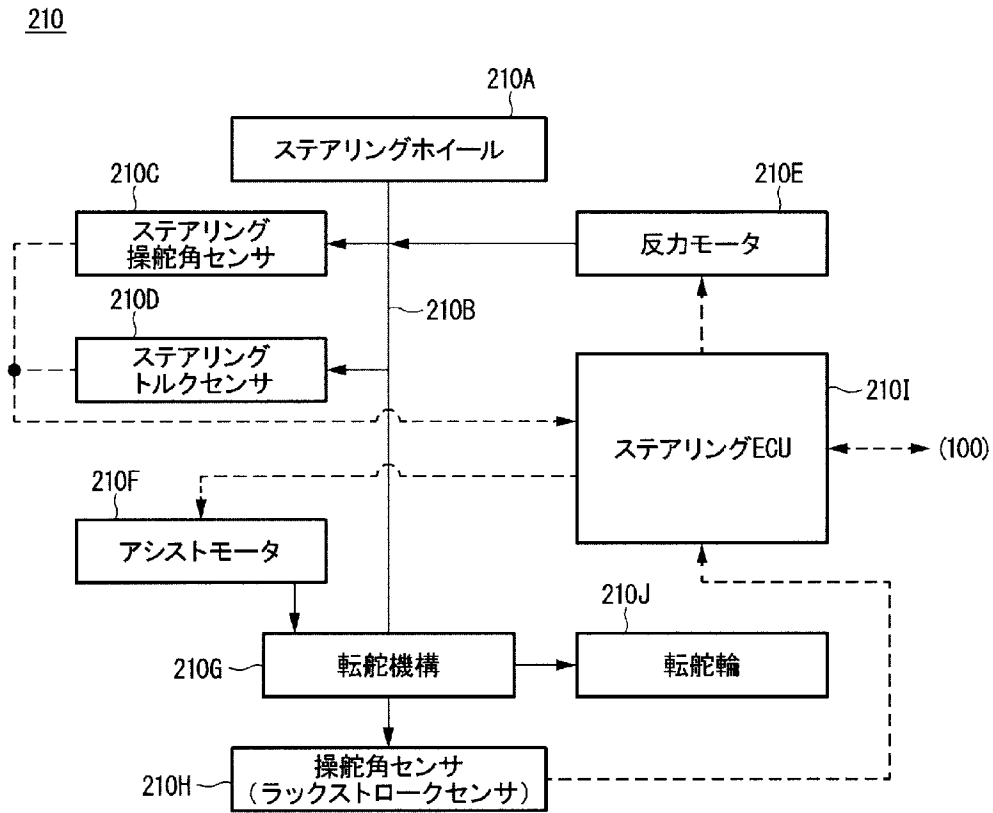 210
210A
ステアリングホイール
210C
ステアリング
操舵角センサ
210E
反力モータ
210D
210B
ステアリング
トルクセンサ
210I
ステアリングECU
(100)
210F
アシストモータ
210J
210G
転舵機構
転舵輪
210H
操舵角センサ
(ラックストロークセンサ)